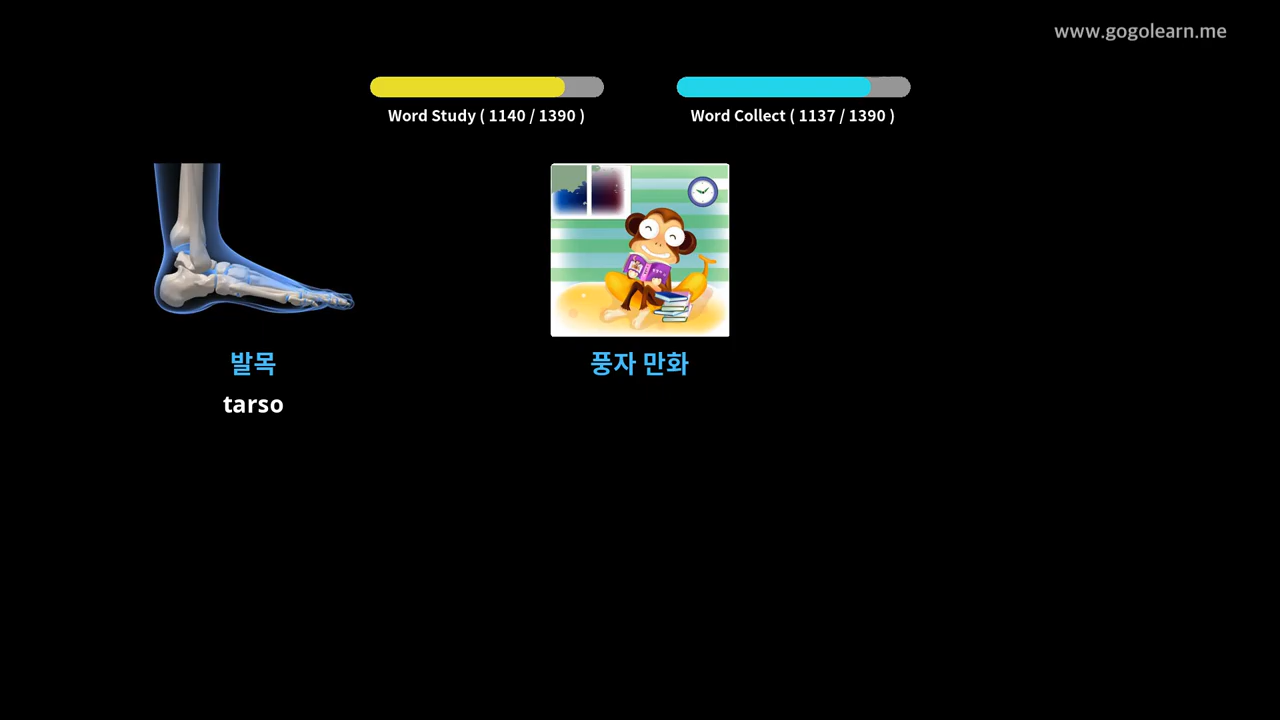 www.gogolearn.me
Word Study ( 1140 / 1390 )
Word Collect ( 1137 / 1390 )
발목
tarso
풍자 만화